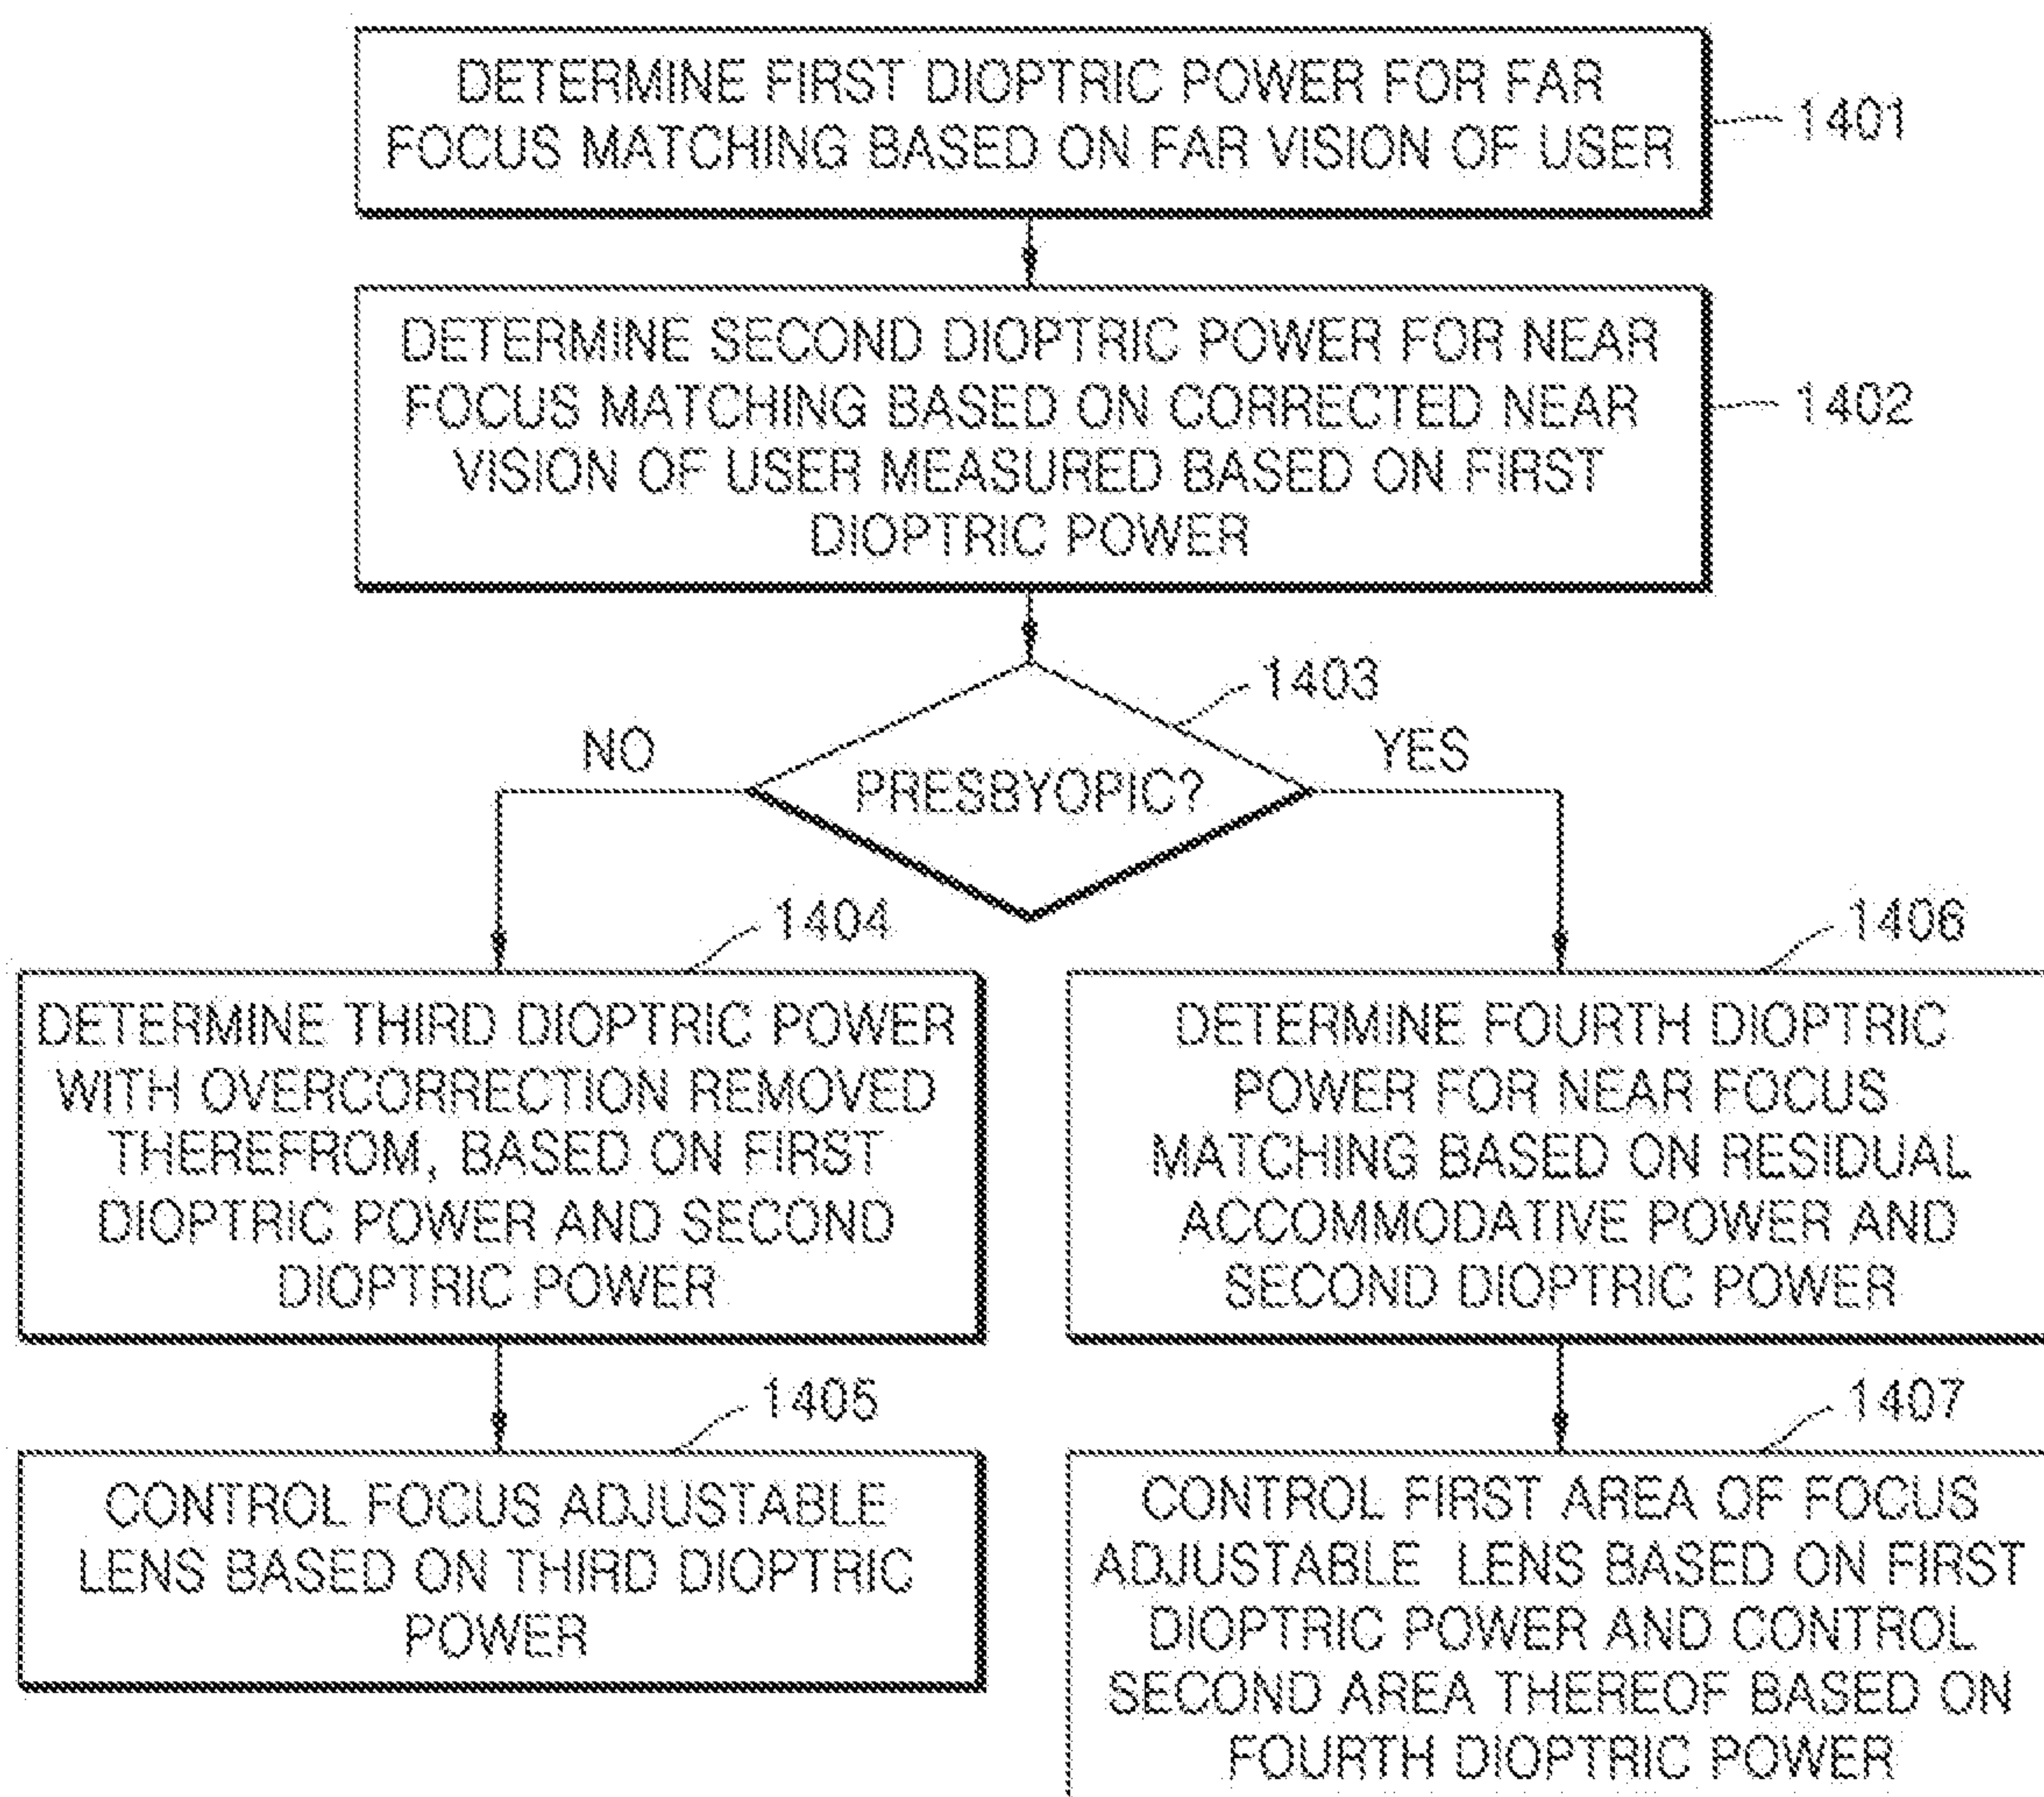 DETERMINE FIRST DIOPTRIC POWER FOR FAR
FOCUS MATCHING BASED ON FAR VISION OF USER
1401
DETERMINE SECOND DIOPTRIC POWER FOR NEAR
FOCUS MATCHING BASED ON CORRECTED NEAR
VISION OF USER MEASURED BASED ON FIRST
DIOPTRIC POWER
1402
1403
NO
YES
PRESBYOPIC?
1404
DETERMINE THIRD DIOPTRIC POWER
WITH OVERCORRECTION REMOVED
THEREFROM, BASED ON FIRST
DIOPTRIC POWER AND SECOND
DIOPTRIC POWER
1406
DETERMINE FOURTH DIOPTRIC
POWER FOR NEAR FOCUS
MATCHING BASED ON RESIDUAL
ACCOMMODATIVE POWER AND
SECOND DIOPTRIC POWER
1405
CONTROL FOCUS ADJUSTABLE
LENS BASED ON THIRD DIOPTRIC
POWER
1407
CONTROL FIRST AREA OF FOCUS
ADJUSTABLE LENS BASED ON FIRST
DIOPTRIC POWER AND CONTROL
SECOND AREA THEREOF BASED ON
FOURTH DIOPTRIC POWER